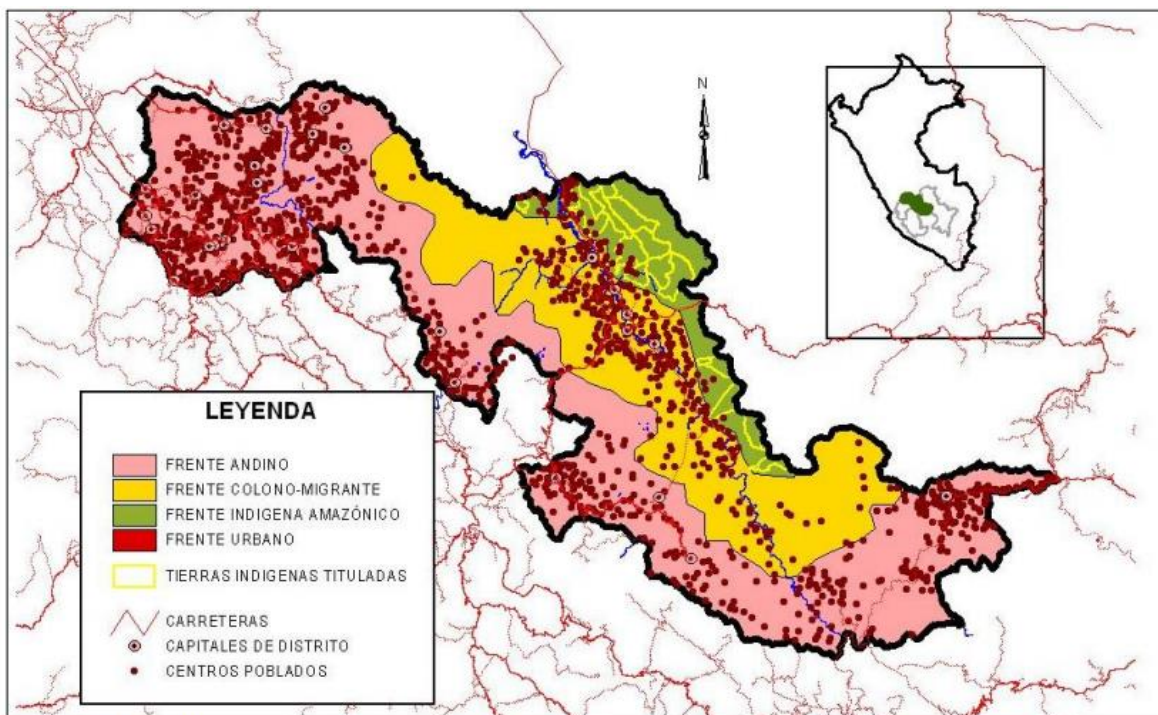 N
LEYENDA
FRENTE ANDINO
FRENTE COLONO-MIGRANTE
FRENTE INDIGENA AMAZÓNICO
FRENTE URBANO
TIERRAS INDIGENAS TITULADAS
CARRETERAS
CAPITALES DE DISTRITO
CENTROS POBLADOS